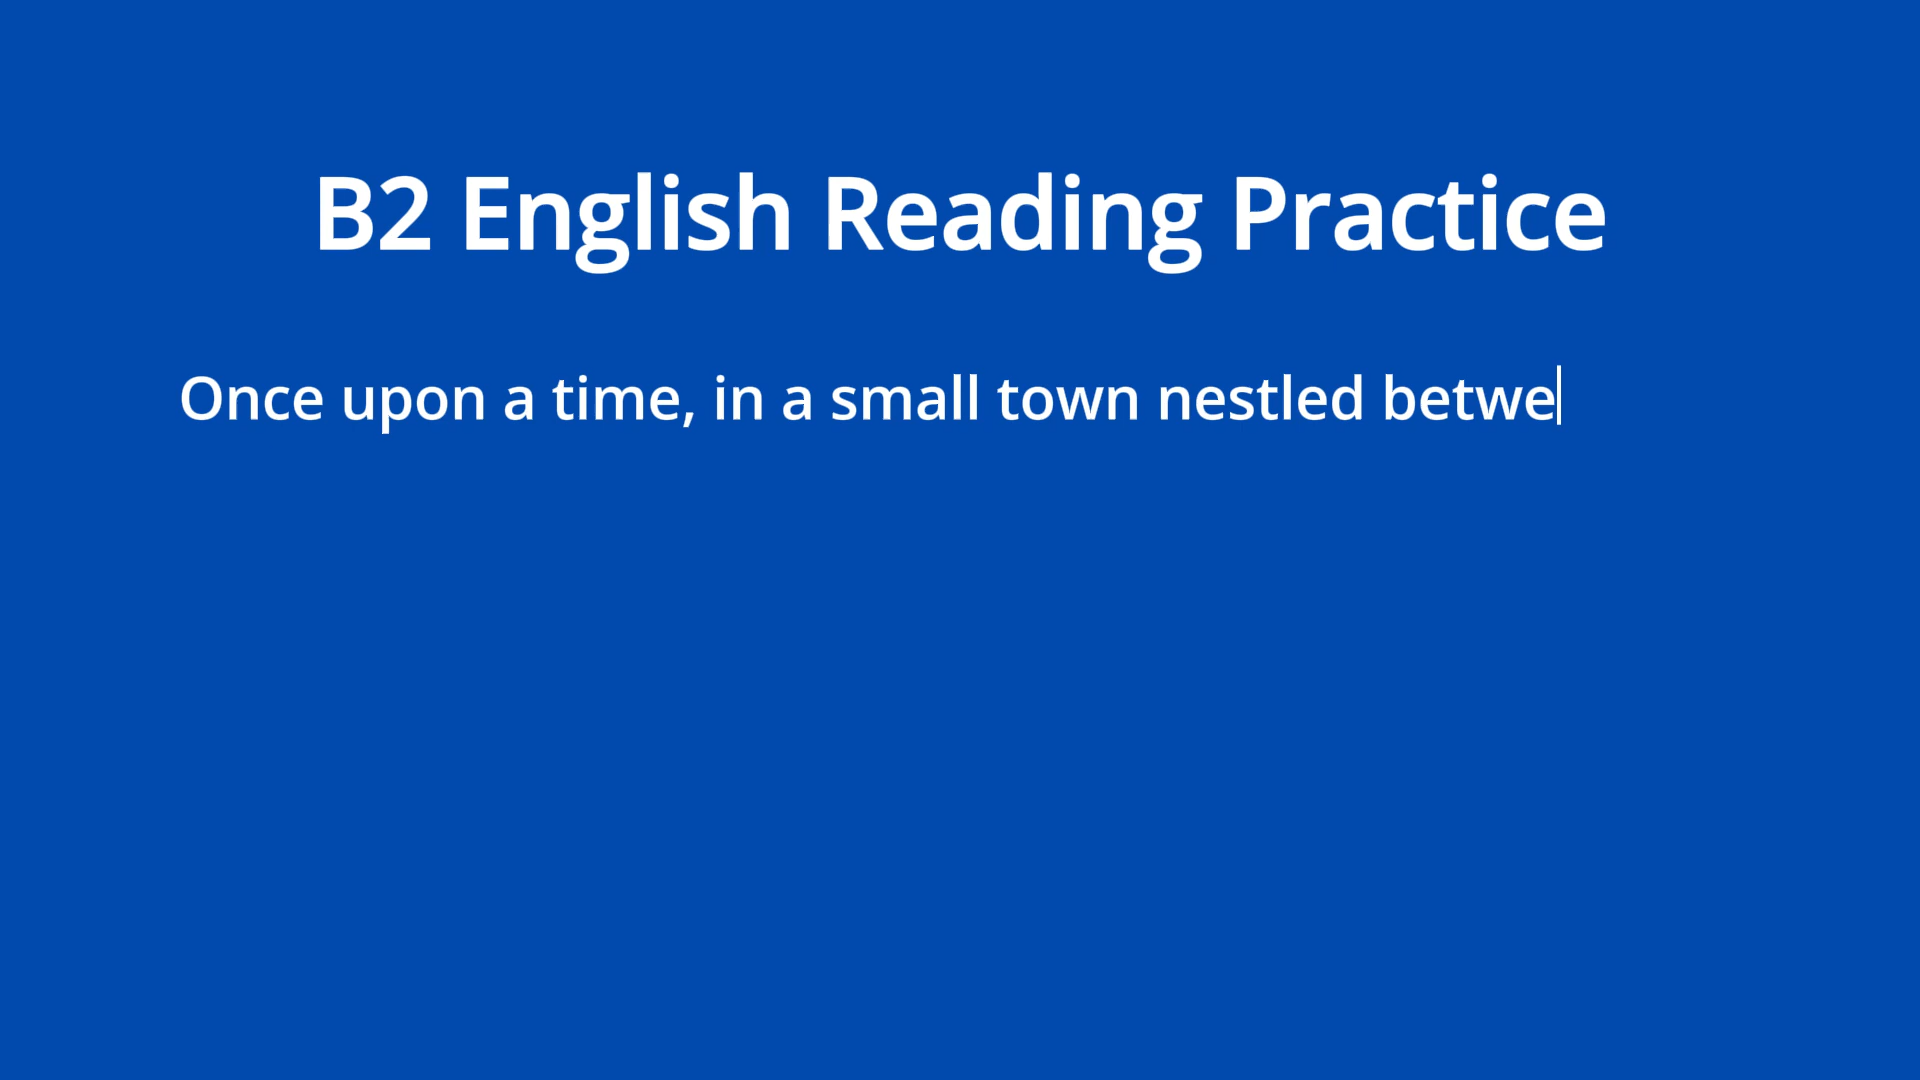 B2 English Reading Practice
Once upon a time, in a small town nestled betwe